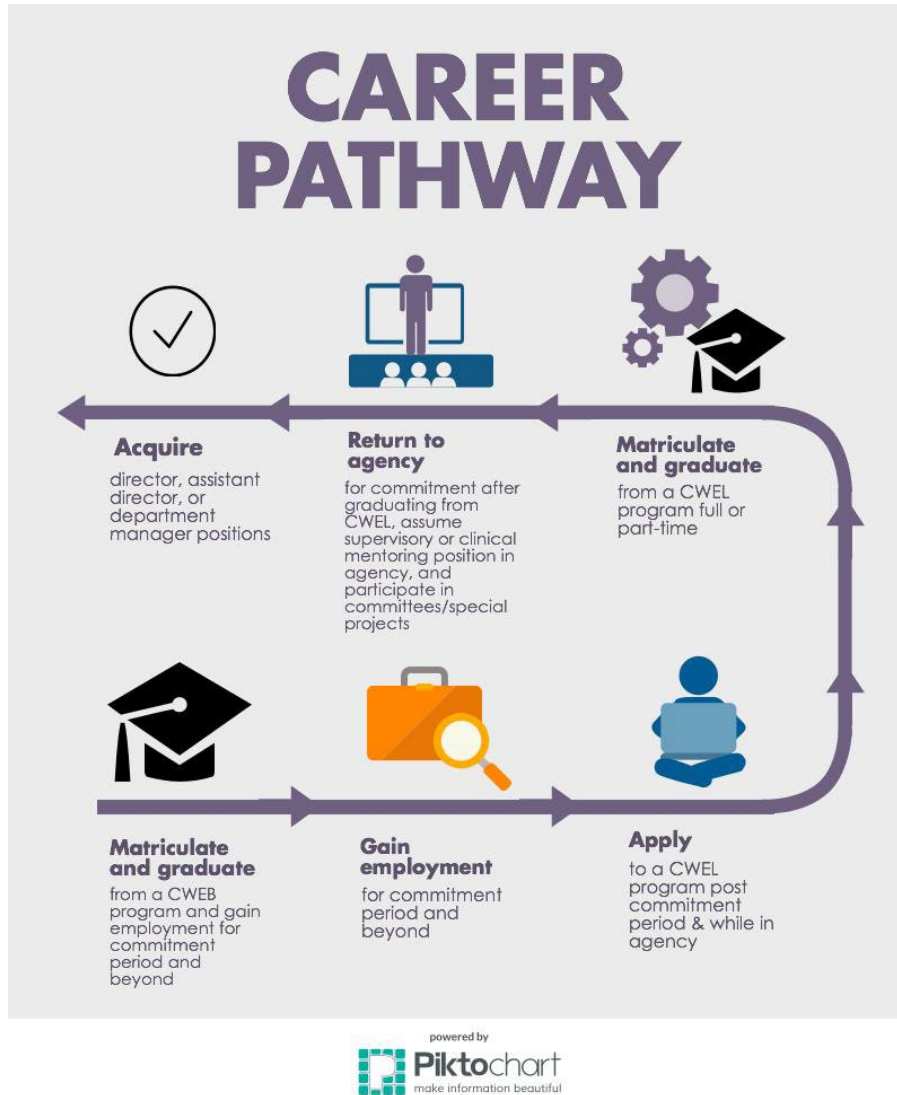 CAREER
PATHWAY
Acquire
director, assistant
director, or
department
manager positions
Return to
agency
for commitment after
graduating from
CWEL, assume
supervisory or clinical
mentoring position in
agency, and
participate in
committees/special
projects
Matriculate
and graduate
from a CWEL
program full or
part-time
Matriculate
and graduate
from a CWEB
program and gain
employment for
commitment
period and
beyond
Gain
employment
for commitment
period and
beyond
Apply
to a CWEL
program post
commitment
period & while in
agency
powered by
Piktochart
make information beautiful